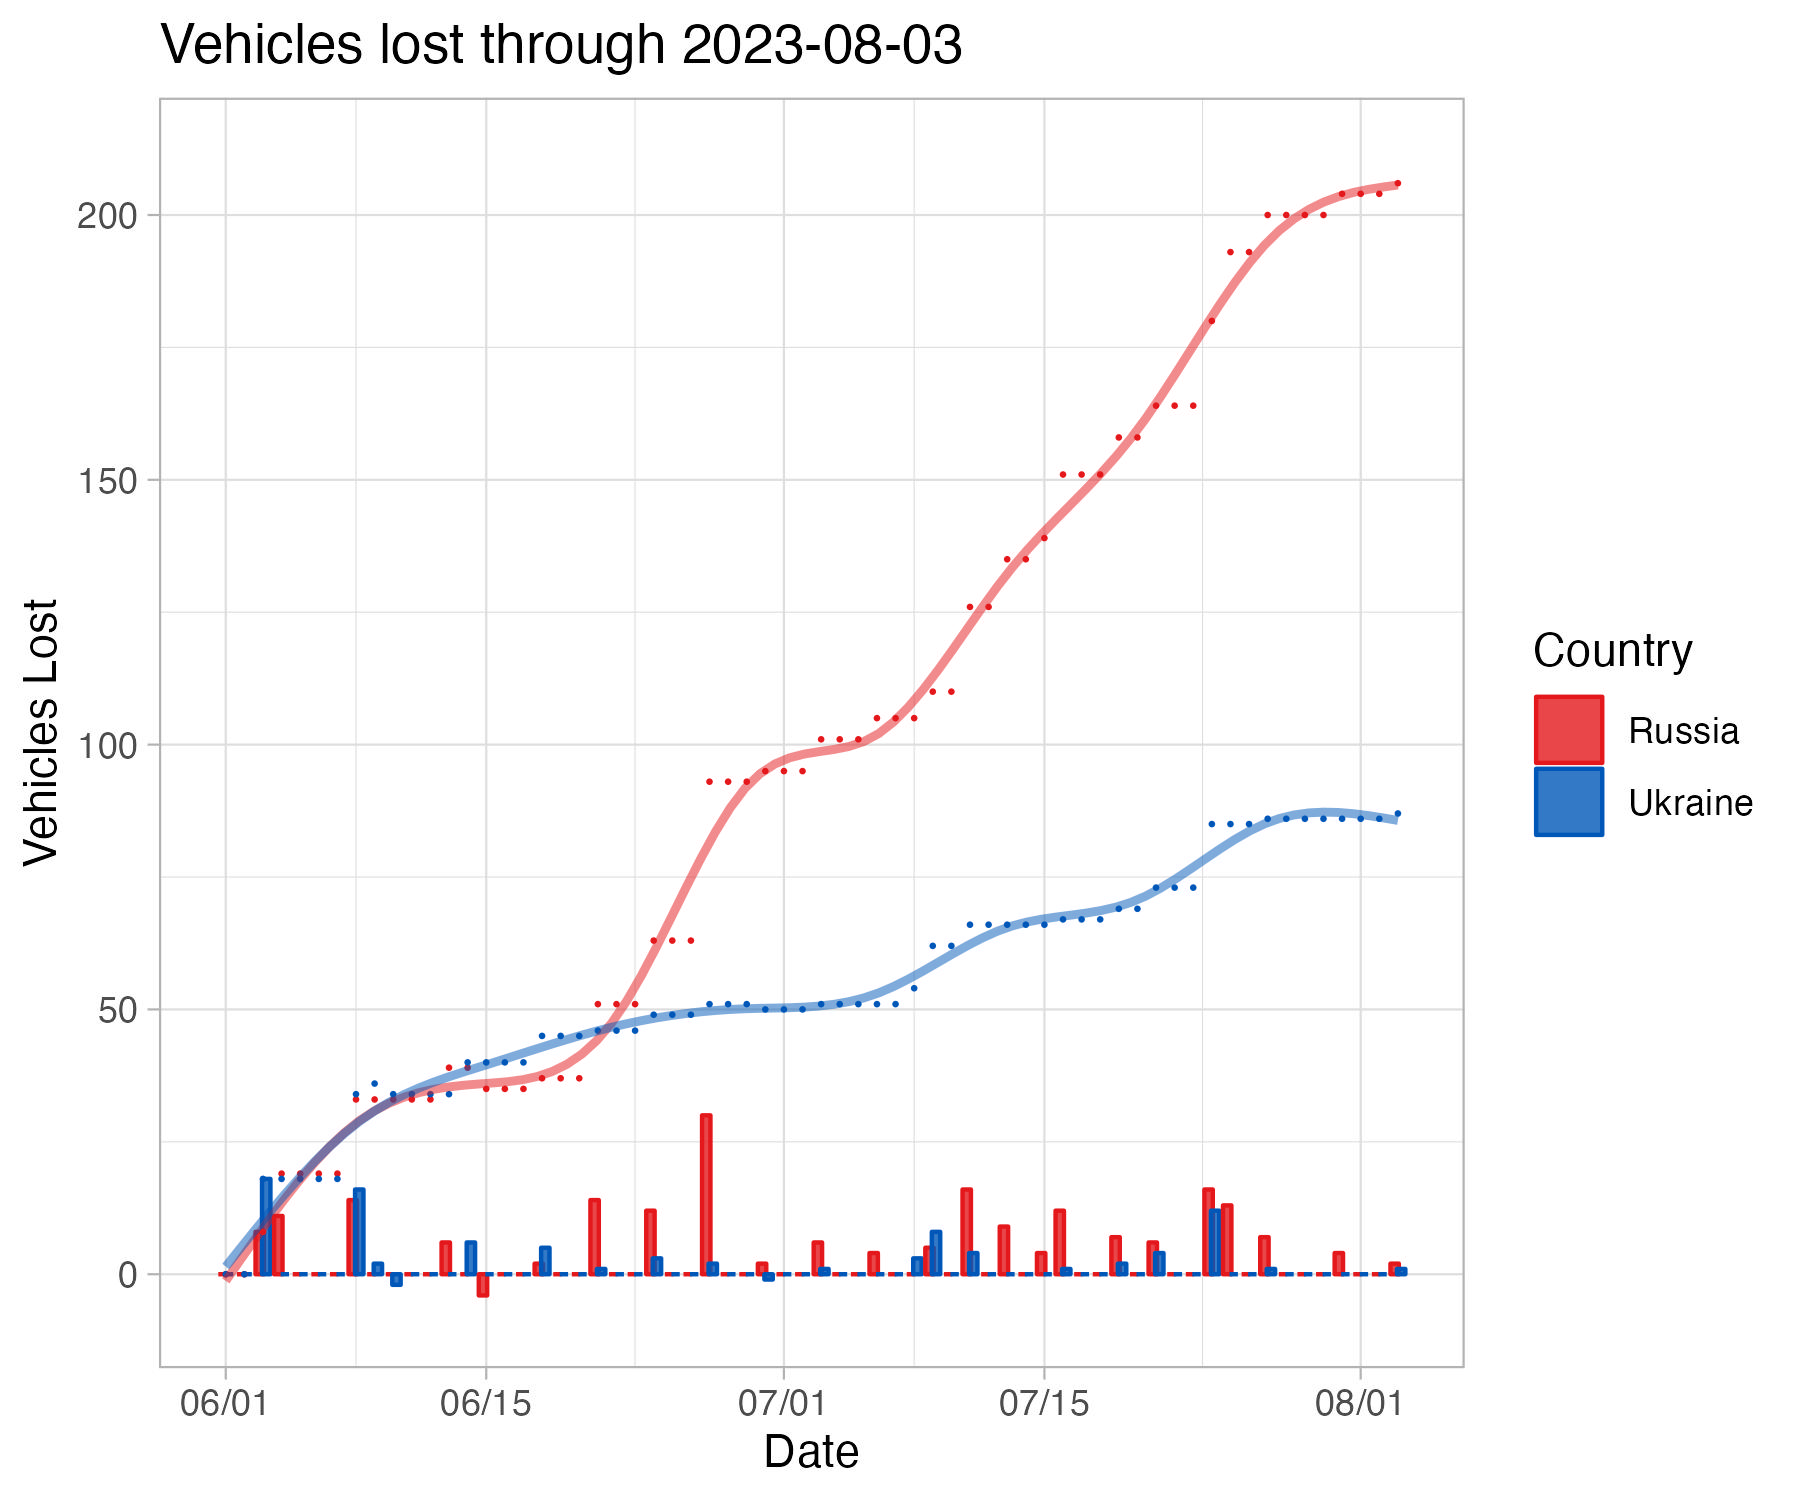 Vehicles lost through 2023-08-03
Vehicles Lost
200
150
100
50
0
06/01
06/15
07/01
07/15
08/01
Date
Country
Russia
Ukraine